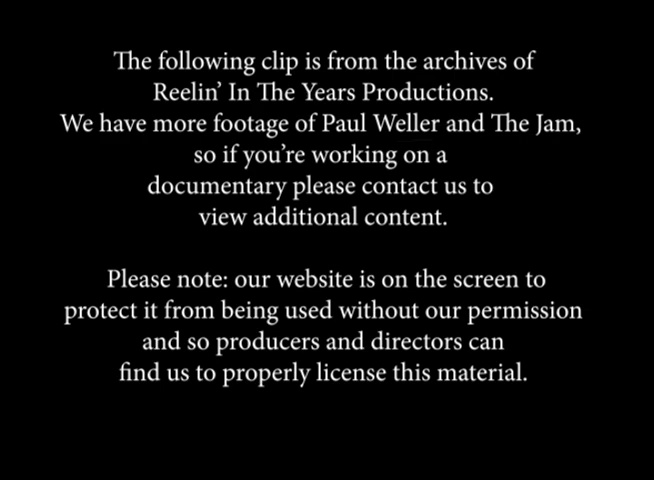 The following clip is from the archives of
Reelin’ In The Years Productions.
We have more footage of Paul Weller and The Jam,
so if you’re working on a
documentary please contact us to
view additional content.
Please note: our website is on the screen to
protect it from being used without our permission
and so producers and directors can
find us to properly license this material.